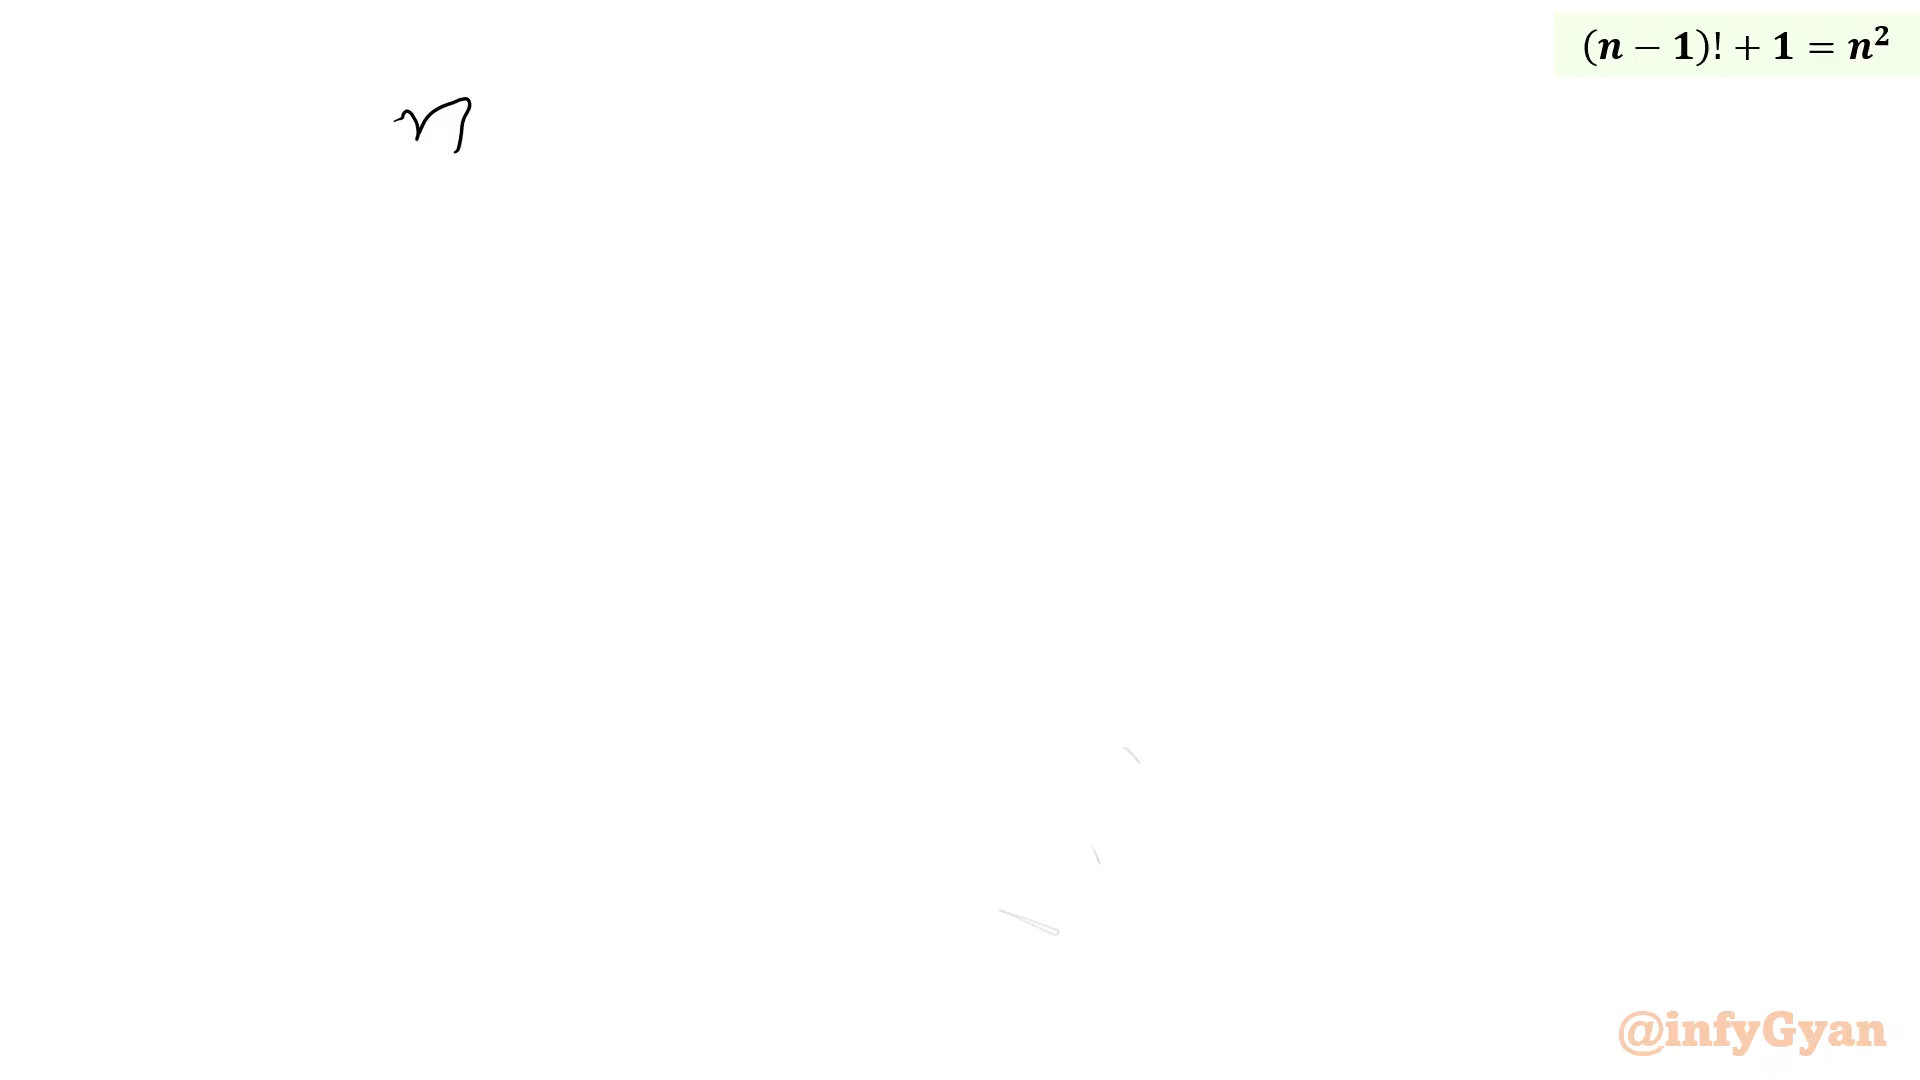 (n − 1)! + 1 = n²
n
@infyGyan